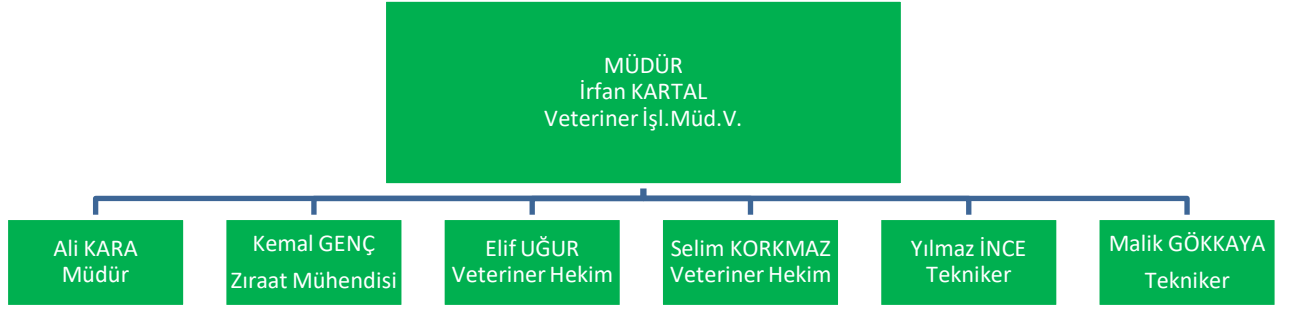 MÜDÜR
İrfan KARTAL
Veteriner İşl.Müd.V.
Ali KARA
Müdür
Kemal GENÇ
Zıraat Mühendisi
Elif UĞUR
Veteriner Hekim
Selim KORKMAZ
Veteriner Hekim
Yılmaz İNCE
Tekniker
Malik GÖKKAYA
Tekniker